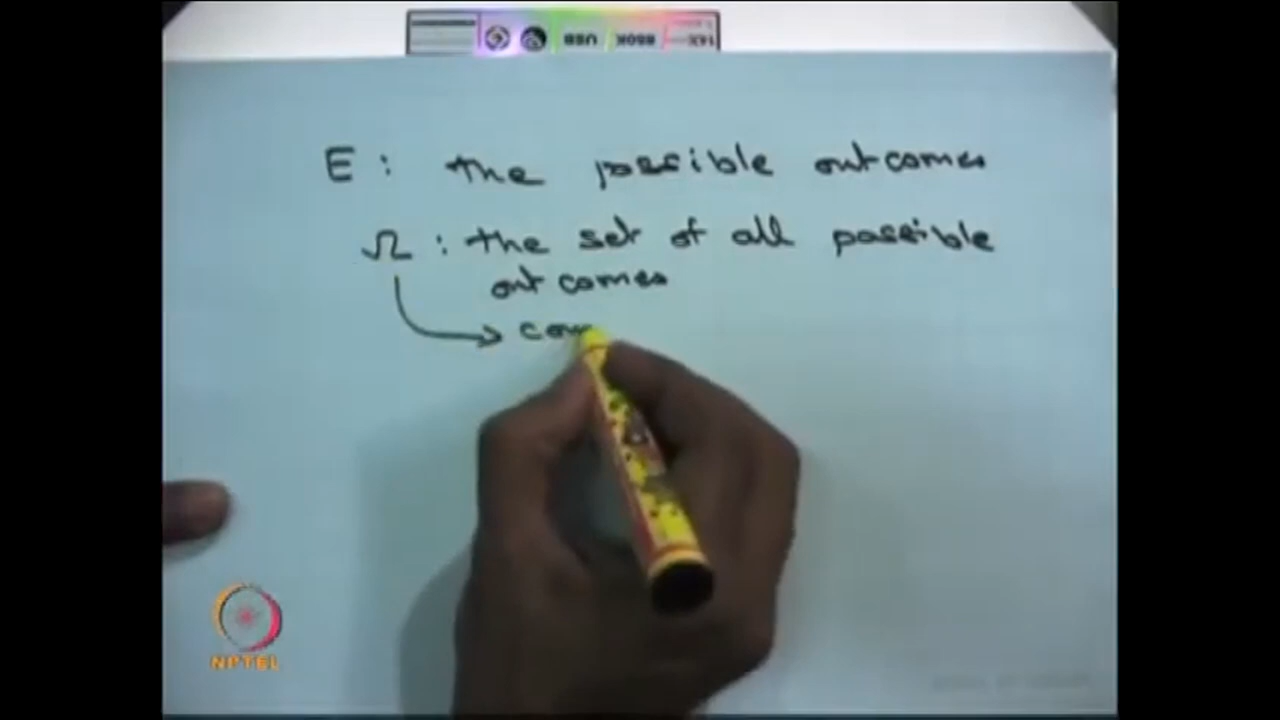 E: the possible outcomes
Ω: the set of all possible
outcomes
NPTEL